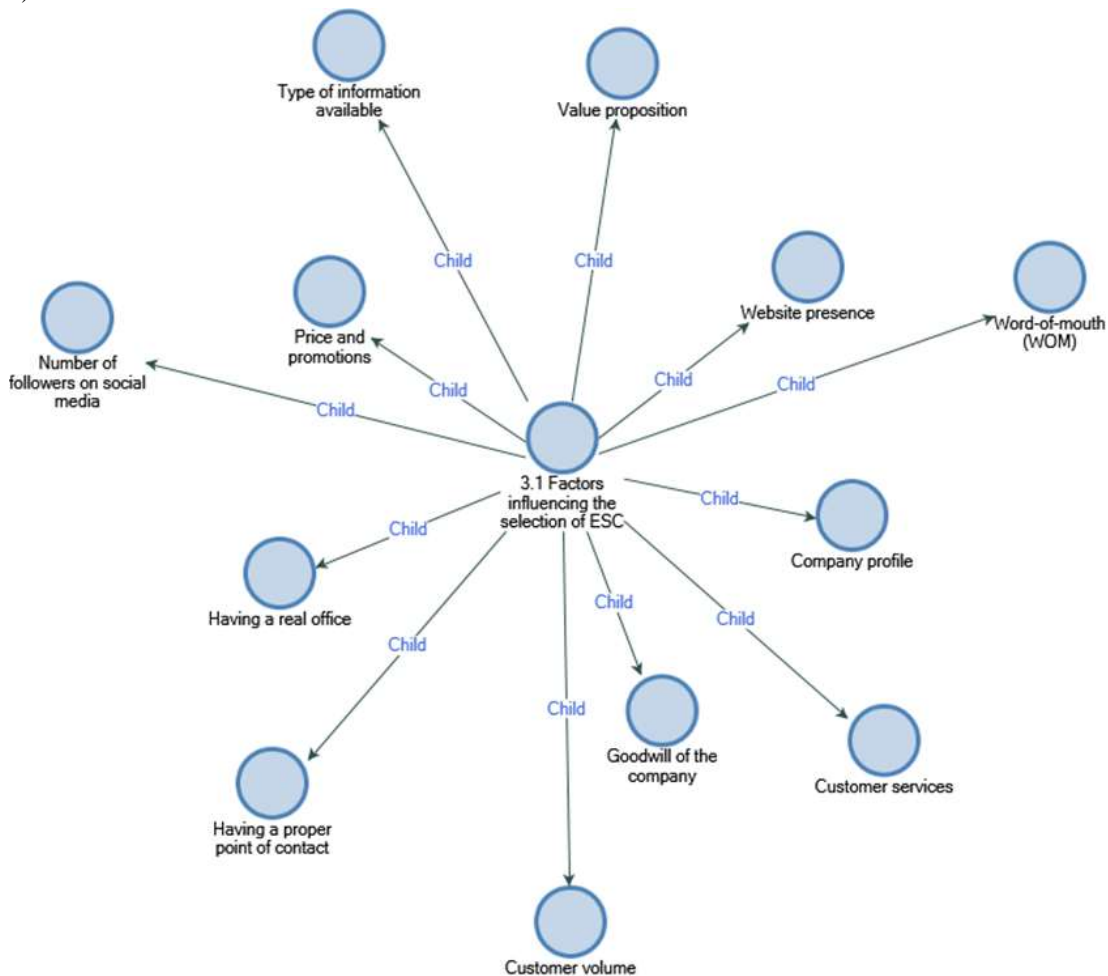 Type of information
available
Value proposition
Child
Child
Website presence
Word-of-mouth
(WOM)
Price and
promotions
Number of
followers on social
media
Child
Child
Child
Child
3.1 Factors
influencing the
selection of ESC
Child
Company profile
Child
Having a real office
Child
Child
Child
Child
Goodwill of the
company
Customer services
Having a proper
point of contact
Customer volume